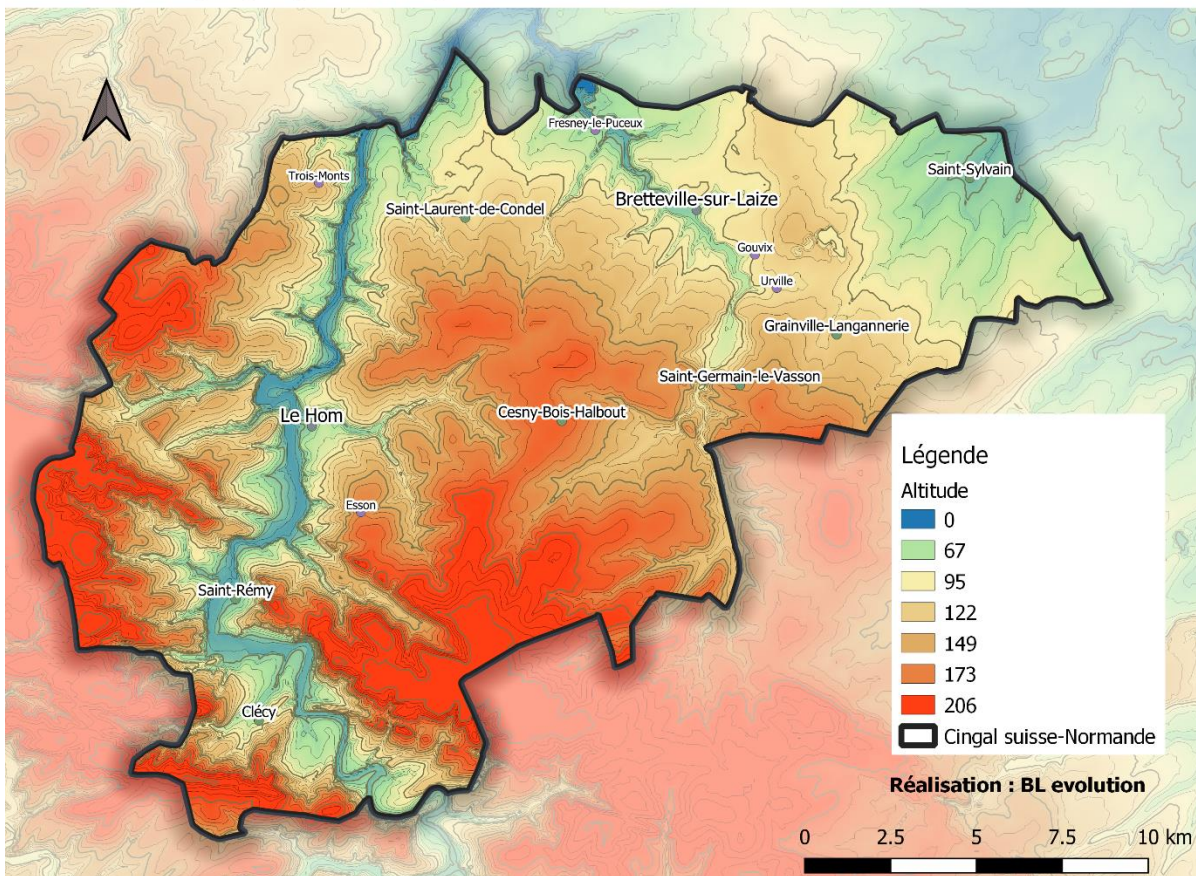 Fresney-le-Puceux
Trois-Monts
Saint-Sylvain
Saint-Laurent-de-Condel
Bretteville-sur-Laize
Gouvix
Urville
Grainville-Langannerie
Saint-Germain-le-Vasson
Cesny-Bois-Halbout
Le Hom
Esson
Saint-Rémy
Clécy
Légende
Altitude
0
67
95
122
149
173
206
Cingal suisse-Normande
Réalisation : BL evolution
0 2.5 5 7.5 10 km